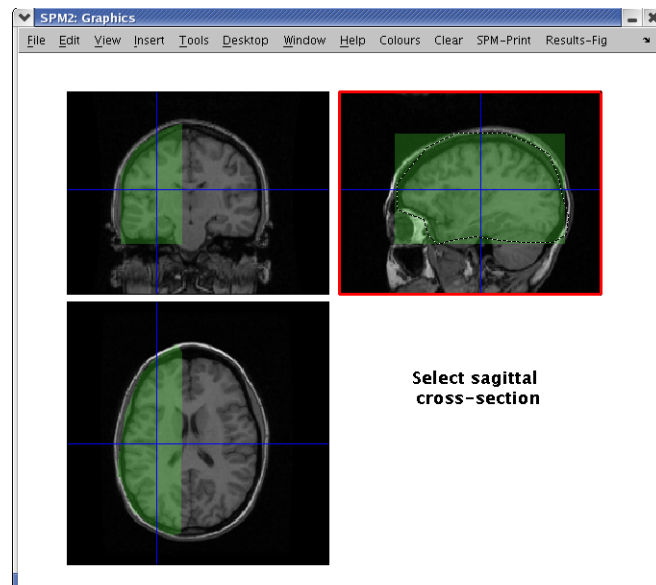 SPM2: Graphics
File Edit View Insert Tools Desktop Window Help Colours Clear SPM-Print Results-Fig
Select sagittal
cross-section